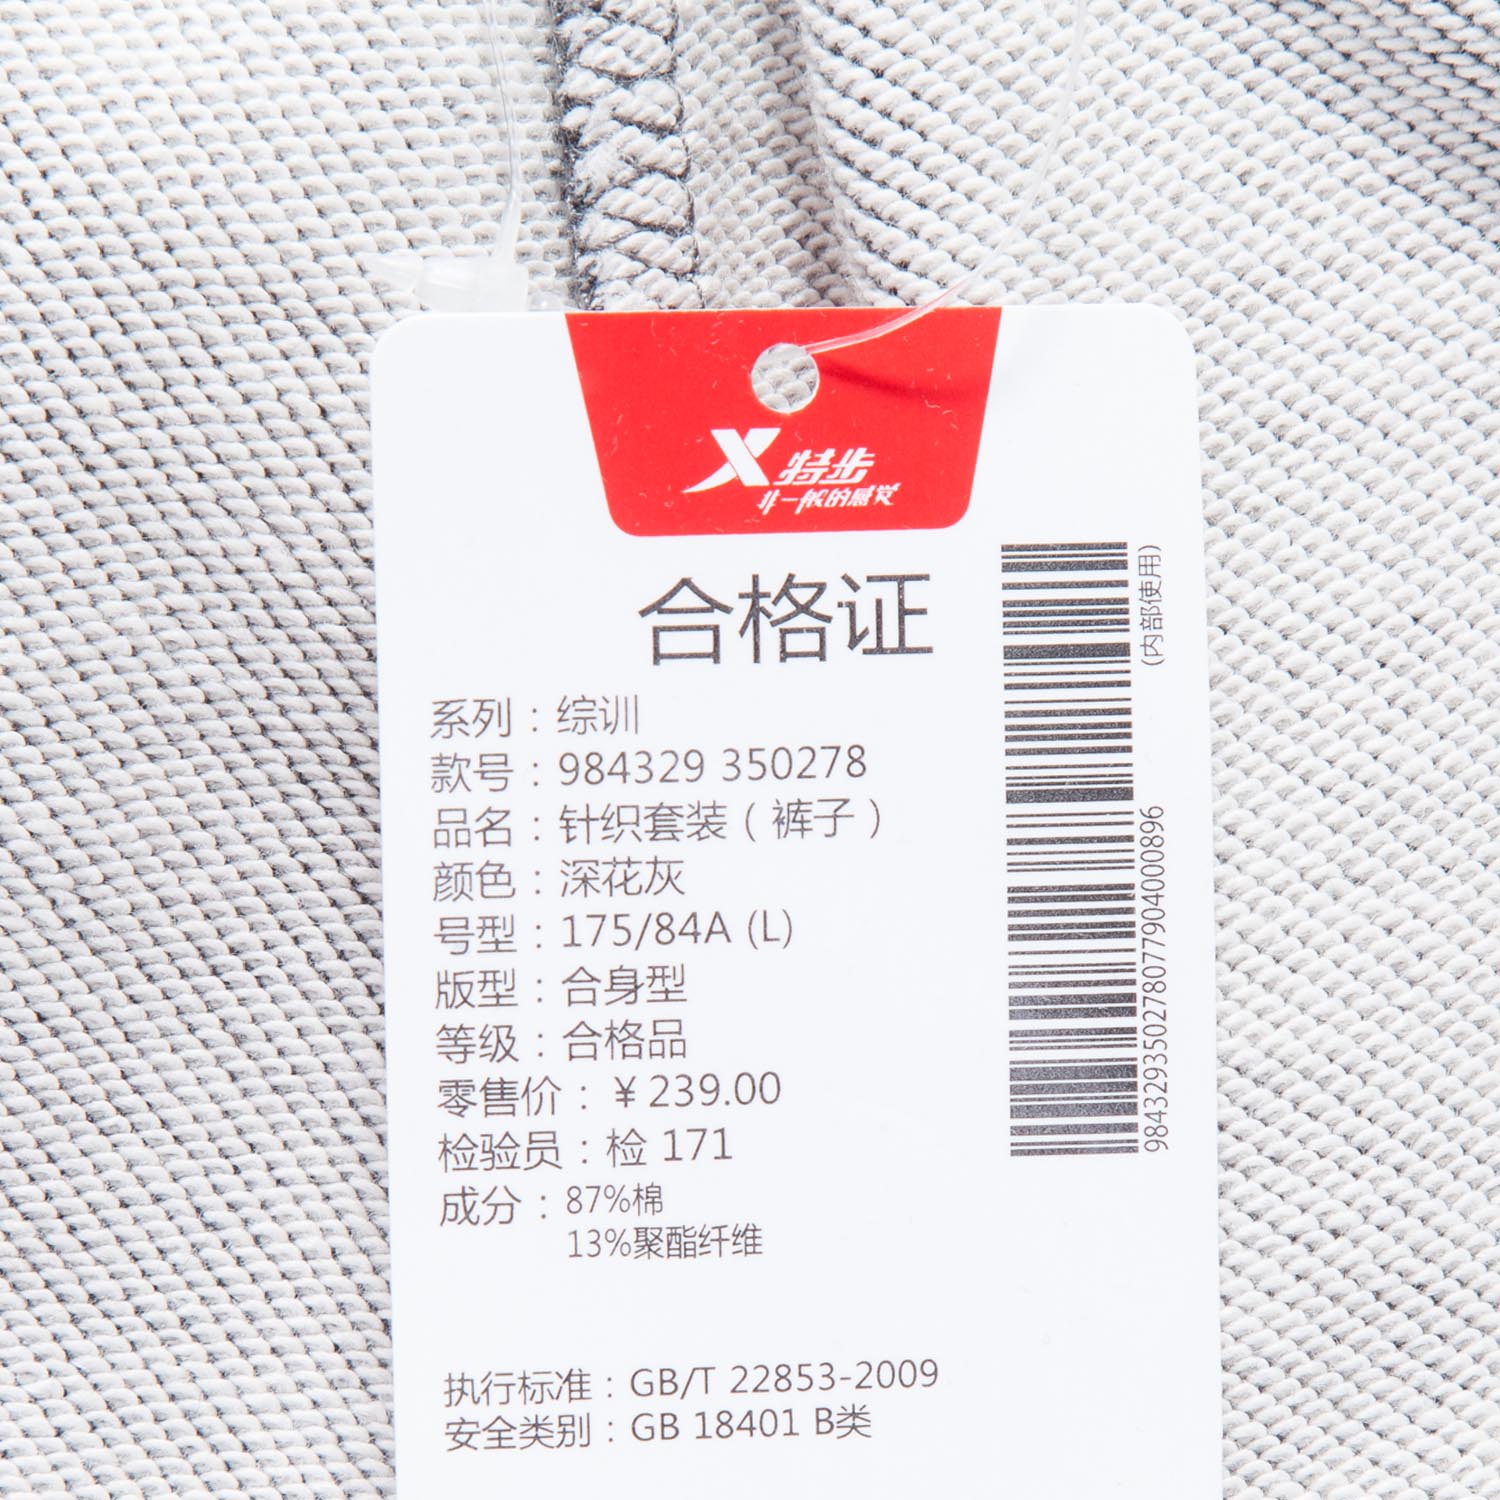 X 特步
非一般的感觉
合格证
系列：综训
款号：984329 350278
品名：针织套装（裤子）
颜色：深花灰
号型：175/84A (L)
版型：合身型
等级：合格品
零售价：￥239.00
检验员：检 171
成分：87%棉
13%聚酯纤维
执行标准：GB/T 22853-2009
安全类别：GB 18401 B类
(内部使用)
984329350278077904000896